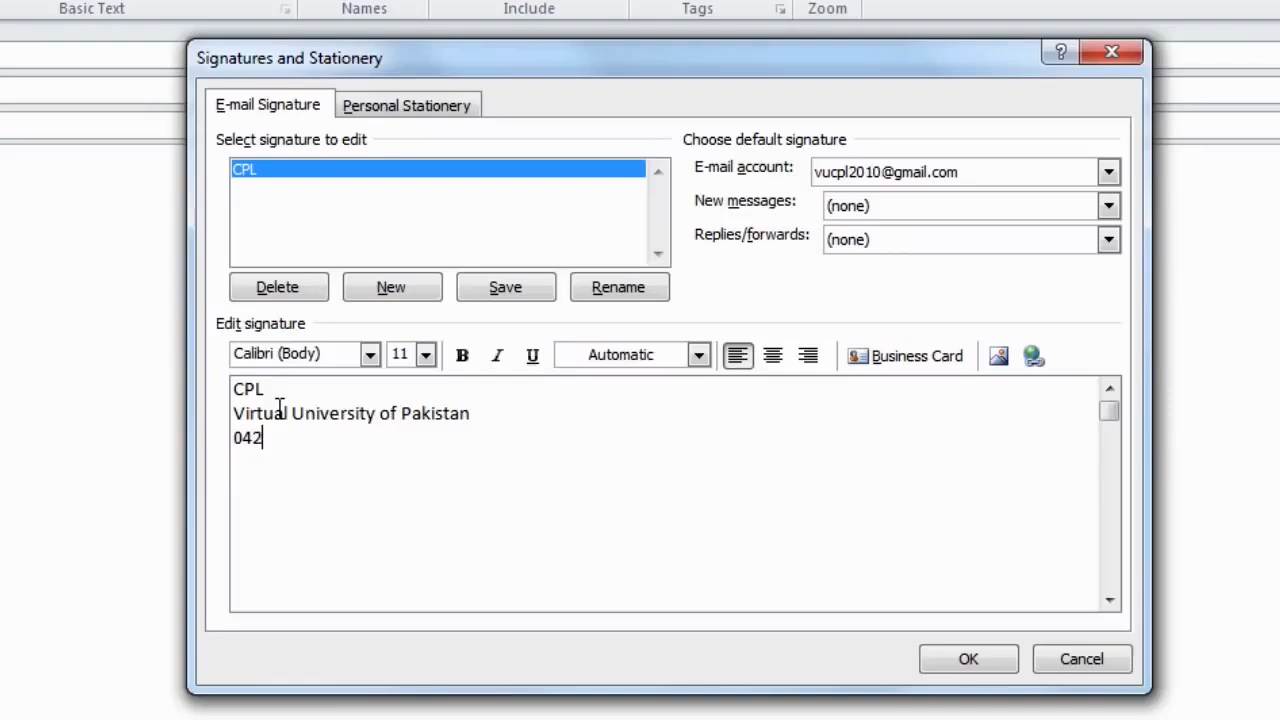 Basic Text Names Include Tags Zoom
Signatures and Stationery
E-mail Signature Personal Stationery
Select signature to edit
CPL
Delete New Save Rename
Choose default signature
E-mail account: vucpl2010@gmail.com
New messages: (none)
Replies/forwards: (none)
Edit signature
Calibri (Body) 11 B I U Automatic Business Card
CPL
Virtual University of Pakistan
042
OK Cancel